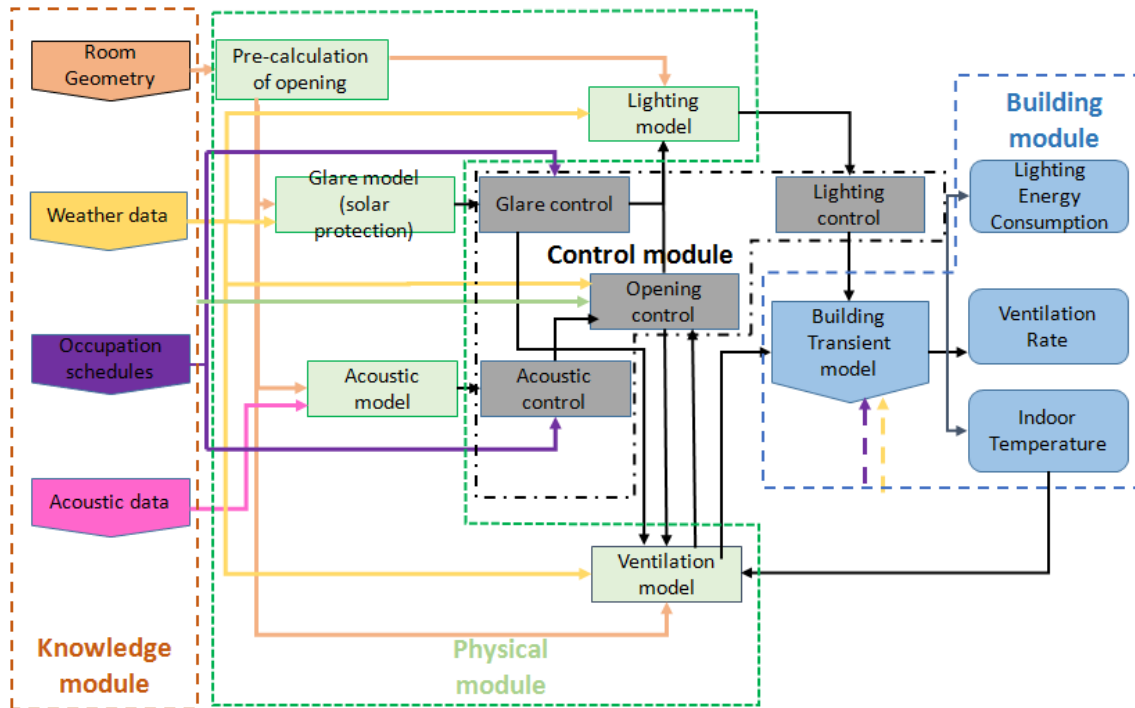 Room
Geometry
Pre-calculation
of opening
Lighting
model
Building
module
Lighting
Energy
Consumption
Glare model
(solar
protection)
Glare control
Lighting
control
Weather data
Control module
Opening
control
Building
Transient
model
Ventilation
Rate
Occupation
schedules
Acoustic
model
Acoustic
control
Indoor
Temperature
Acoustic data
Ventilation
model
Knowledge
module
Physical
module